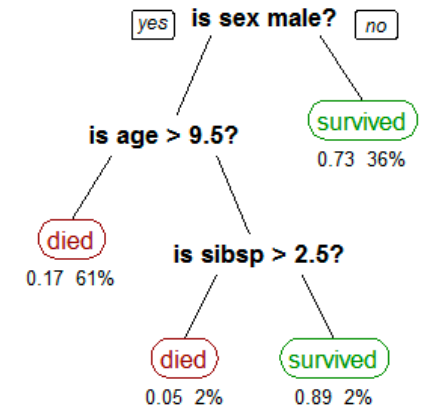 yes is sex male? no
survived
0.73 36%
is age > 9.5?
died
0.17 61%
is sibsp > 2.5?
died survived
0.05 2% 0.89 2%